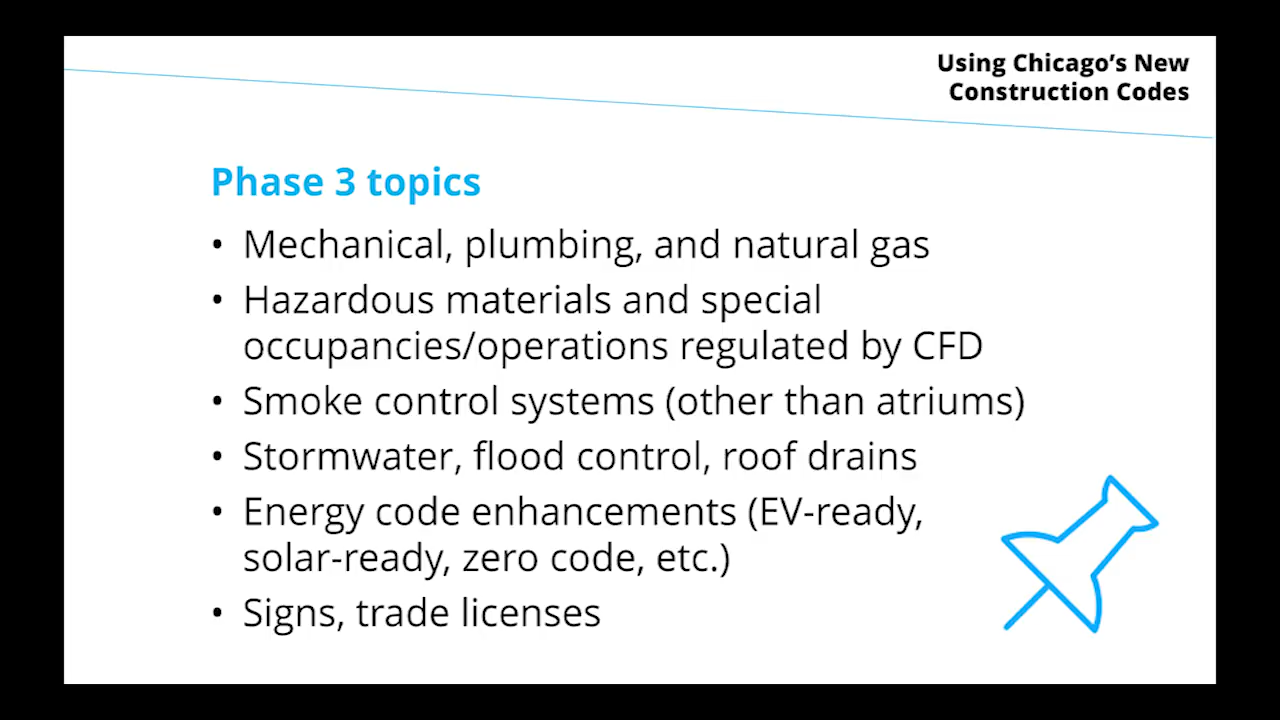 Using Chicago’s New
Construction Codes
Phase 3 topics
• Mechanical, plumbing, and natural gas
• Hazardous materials and special
occupancies/operations regulated by CFD
• Smoke control systems (other than atriums)
• Stormwater, flood control, roof drains
• Energy code enhancements (EV-ready,
solar-ready, zero code, etc.)
• Signs, trade licenses